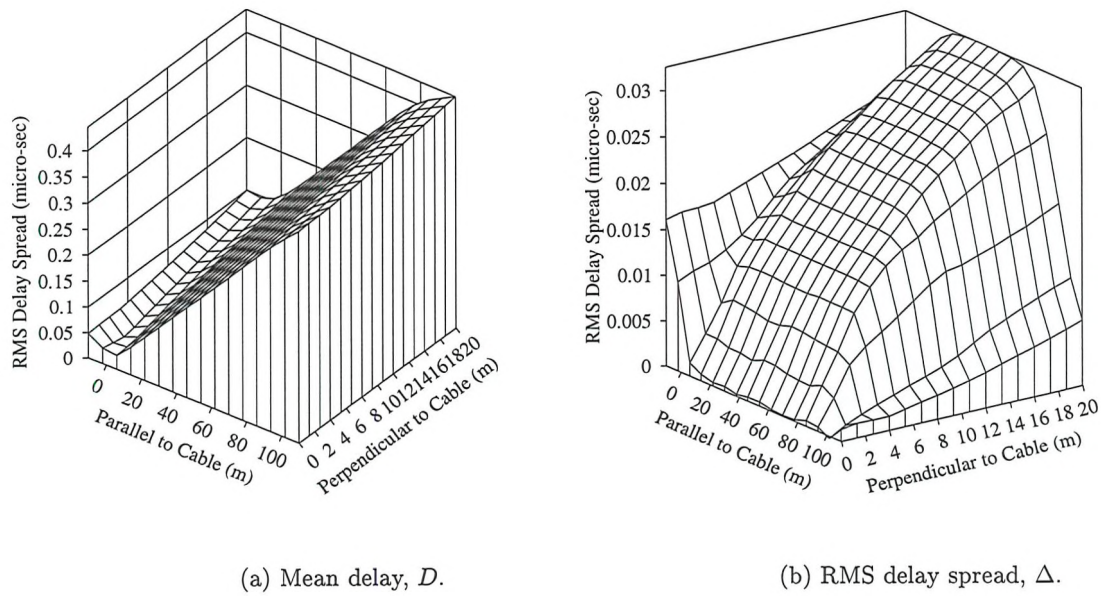 RMS Delay Spread (micro-sec)
0.4
0.35
0.3
0.25
0.2
0.15
0.1
0.05
0
0 20 40 60 80 100
Parallel to Cable (m)
0 2 4 6 8 10 12 14 16 18 20
Perpendicular to Cable (m)
(a) Mean delay, D.
RMS Delay Spread (micro-sec)
0.03
0.025
0.02
0.015
0.01
0.005
0
0 20 40 60 80 100
Parallel to Cable (m)
0 2 4 6 8 10 12 14 16 18 20
Perpendicular to Cable (m)
(b) RMS delay spread, Δ.